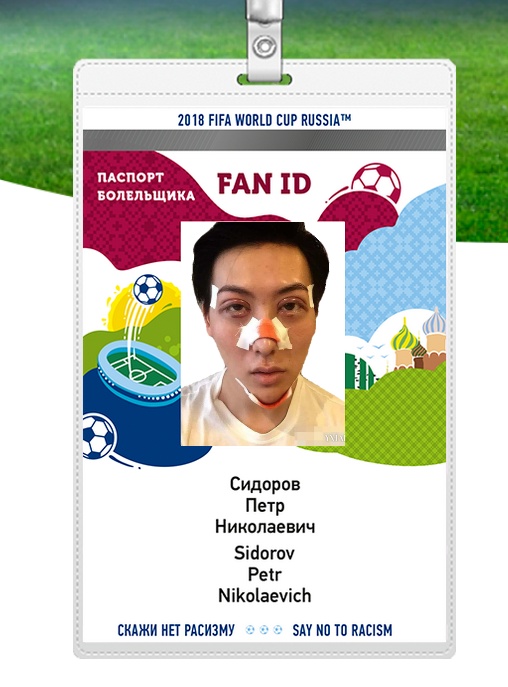 2018 FIFA WORLD CUP RUSSIA™
ПАСПОРТ
БОЛЕЛЬЩИКА
FAN ID
Сидоров
Петр
Николаевич
Sidorov
Petr
Nikolaevich
СКАЖИ НЕТ РАСИЗМУ SAY NO TO RACISM